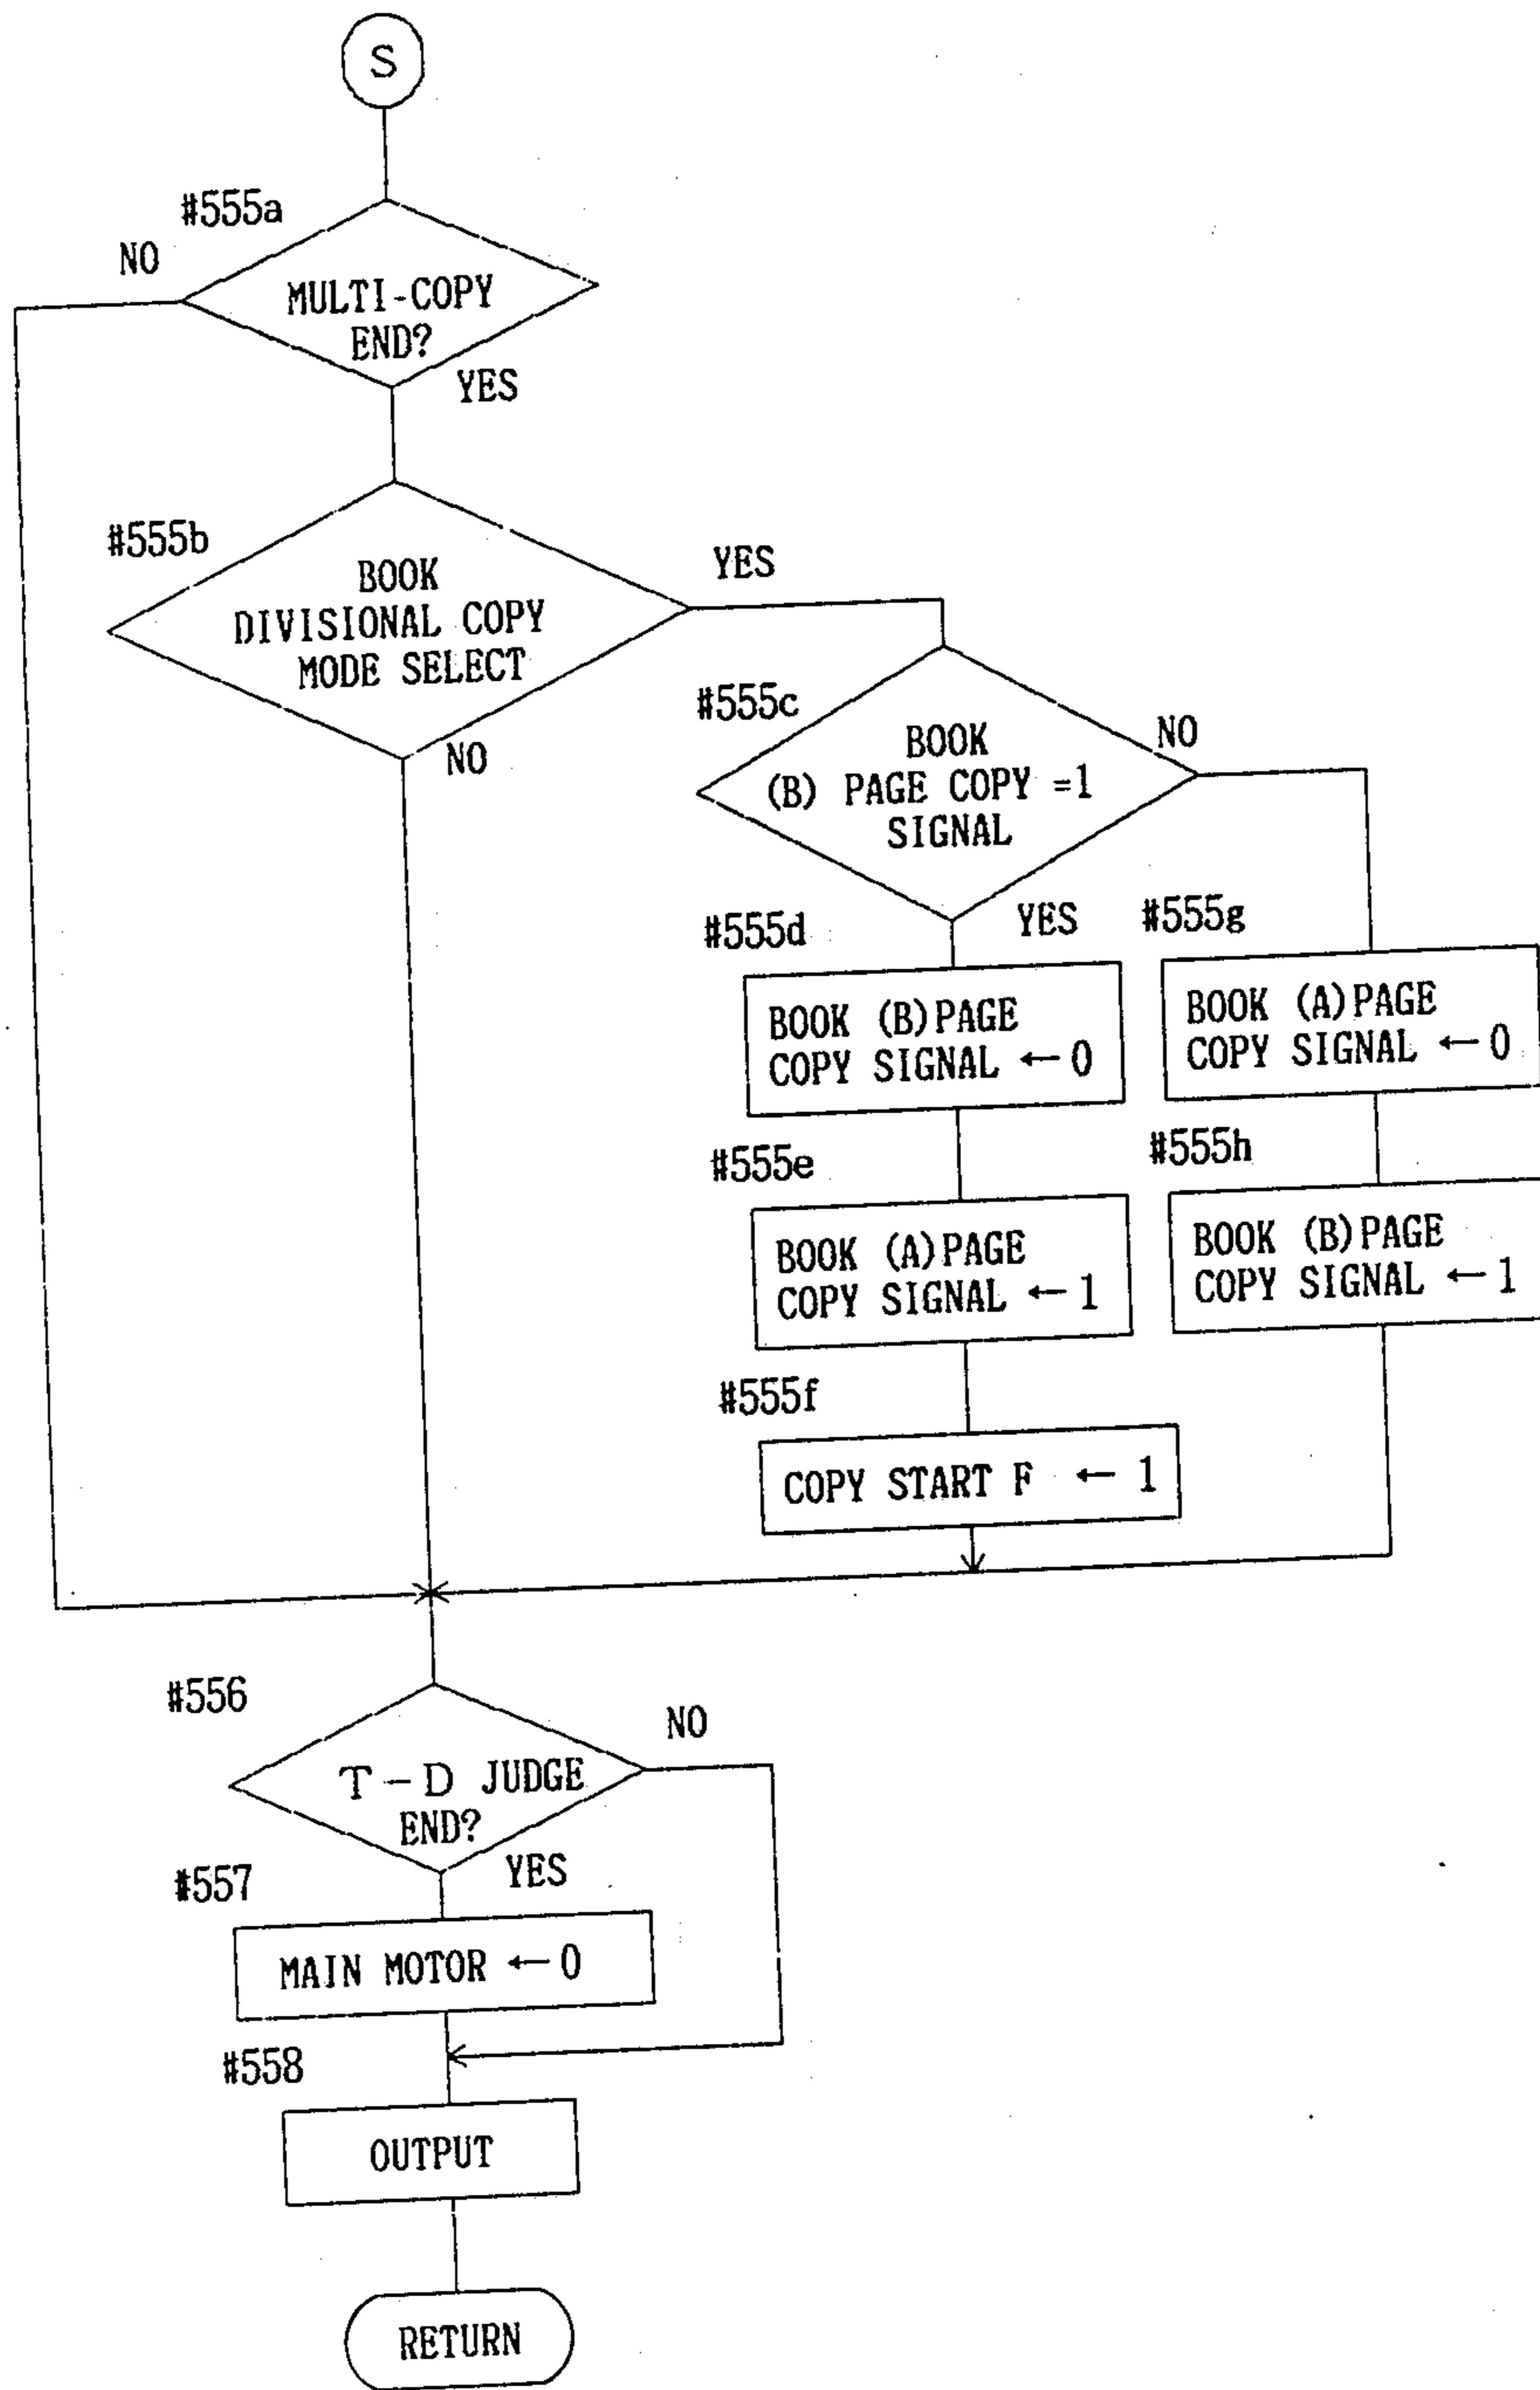 S
#555a
NO
MULTI-COPY
END?
YES
#555b
BOOK
DIVISIONAL COPY
MODE SELECT
YES
NO
#555c
BOOK
(B) PAGE COPY =1
SIGNAL
NO
YES
#555d
BOOK (B) PAGE
COPY SIGNAL ← 0
#555g
BOOK (A) PAGE
COPY SIGNAL ← 0
#555e
BOOK (A) PAGE
COPY SIGNAL ← 1
#555h
BOOK (B) PAGE
COPY SIGNAL ← 1
#555f
COPY START F ← 1
#556
T-D JUDGE
END?
NO
YES
#557
MAIN MOTOR ← 0
#558
OUTPUT
RETURN